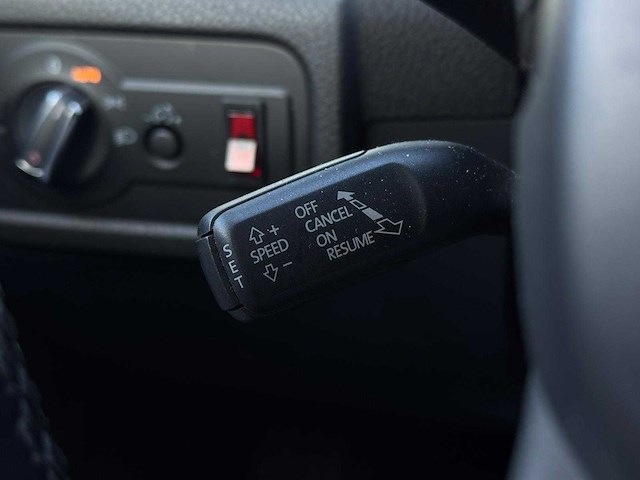 OFF
CANCEL
ON
RESUME
+
SPEED
−
SET